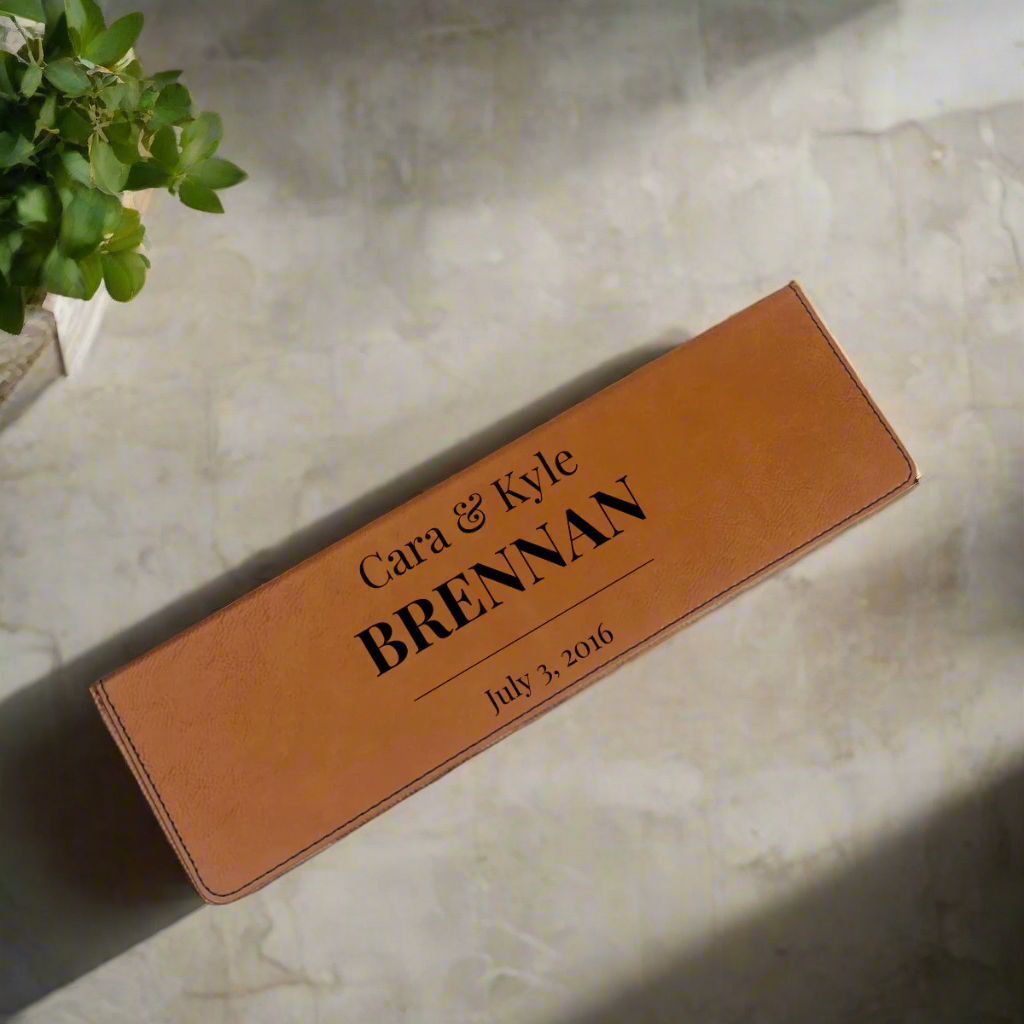 Cara & Kyle
BRENNAN
July 3, 2016